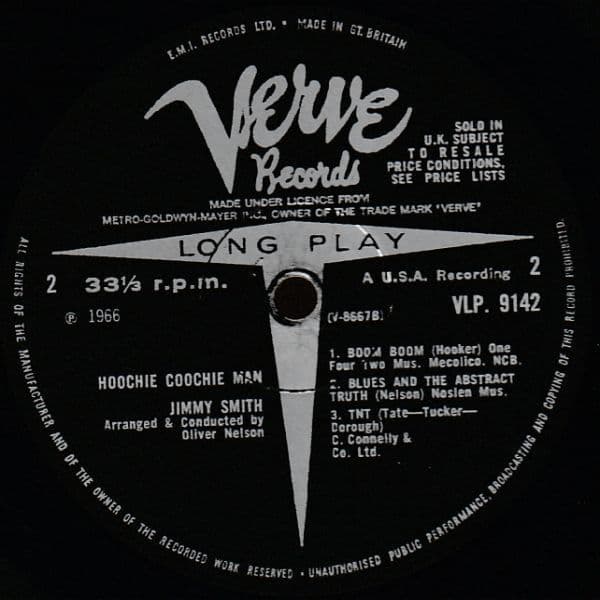 E.M.I. RECORDS LTD. • MADE IN GT. BRITAIN
Verve
Records
SOLD IN
U.K. SUBJECT
TO RESALE
PRICE CONDITIONS,
SEE PRICE LISTS
MADE UNDER LICENCE FROM
METRO-GOLDWYN-MAYER INC., OWNER OF THE TRADE MARK "VERVE"
LONG PLAY
2 33⅓ r.p.m.
A U.S.A. Recording 2
℗ 1966
(V-8667B)
VLP. 9142
HOOCHIE COOCHIE MAN
JIMMY SMITH
Arranged & Conducted by
Oliver Nelson
1. BOOM BOOM (Hooker) One
Four Two Mus. Mecolico. NCB.
2. BLUES AND THE ABSTRACT
TRUTH (Nelson) Noslen Mus.
3. TNT (Tate—Tucker—
Dorough)
C. Connelly &
Co. Ltd.
ALL RIGHTS OF THE MANUFACTURER AND OF THE OWNER OF THE RECORDED WORK RESERVED • UNAUTHORISED PUBLIC PERFORMANCE, BROADCASTING AND COPYING OF THIS RECORD PROHIBITED.